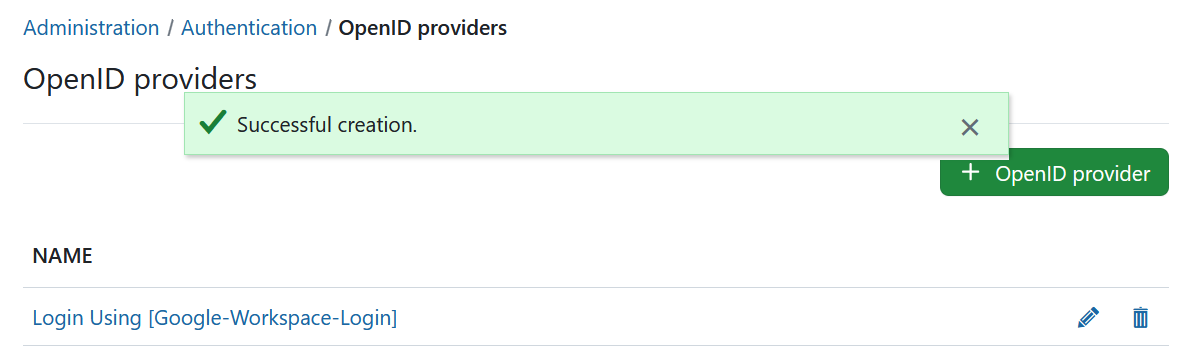 Administration / Authentication / OpenID providers
OpenID providers
Successful creation.
OpenID provider
NAME
Login Using [Google-Workspace-Login]